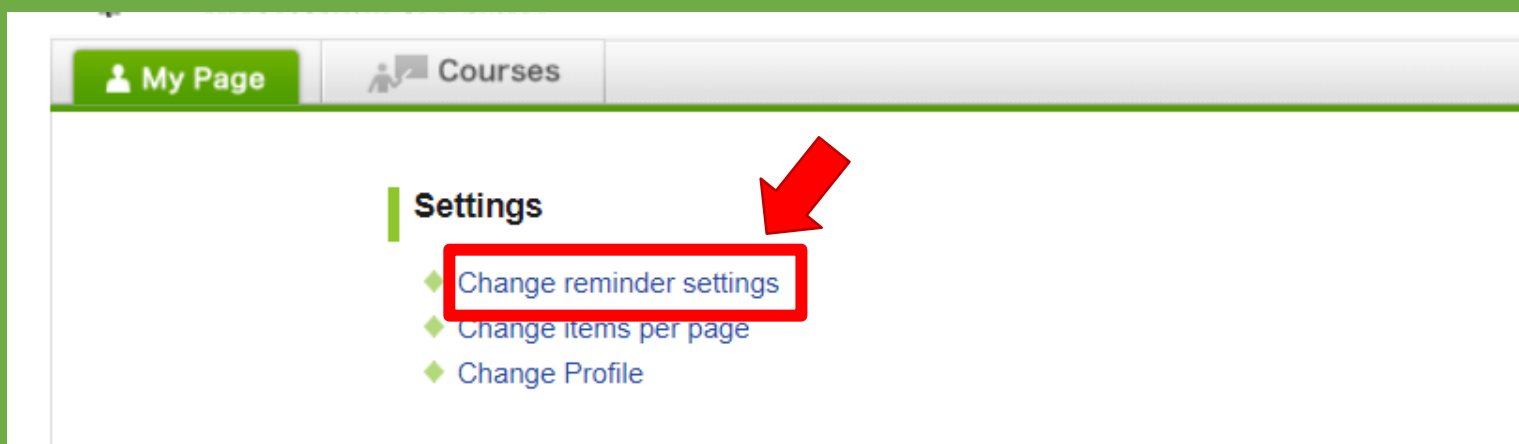 My Page
Courses
Settings
Change reminder settings
Change items per page
Change Profile